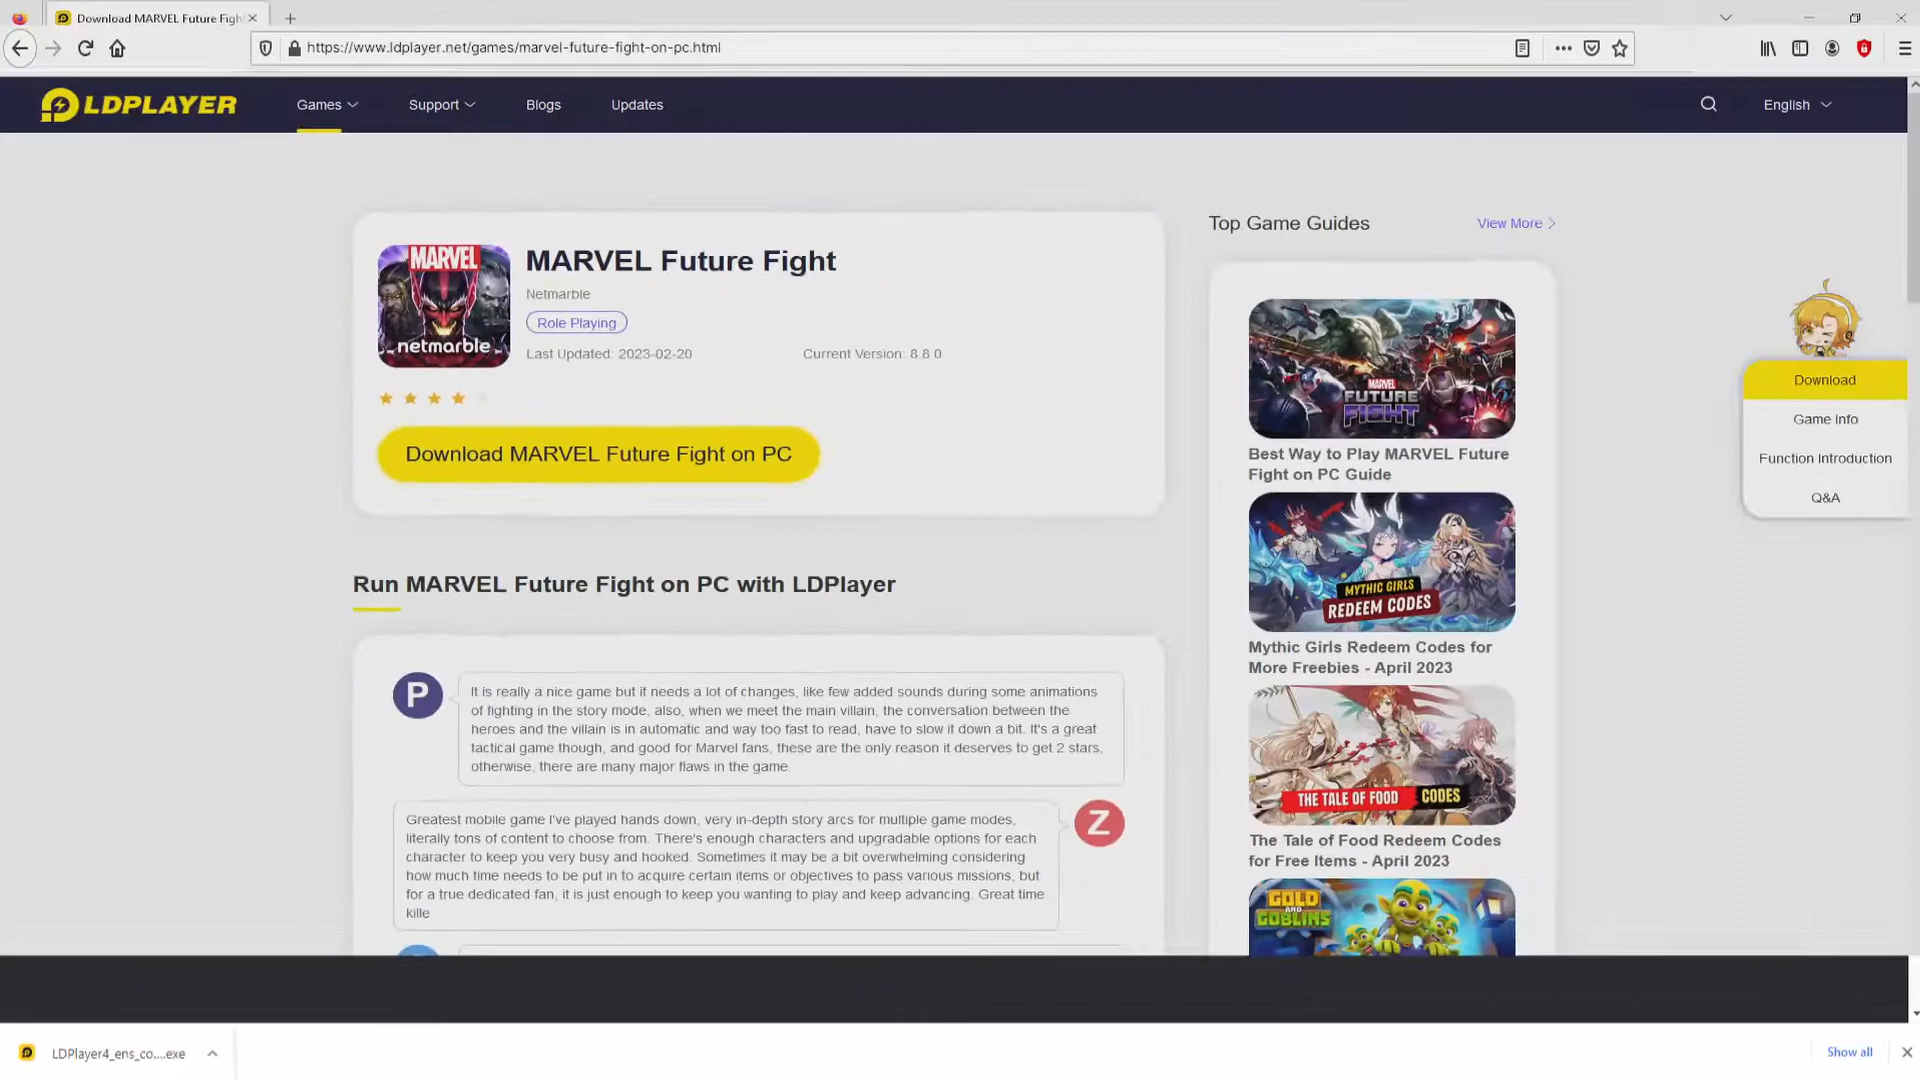 Download MARVEL Future Figh
https://www.ldplayer.net/games/marvel-future-fight-on-pc.html
LDPLAYER
Games
Support
Blogs
Updates
English
MARVEL
netmarble
MARVEL Future Fight
Netmarble
Role Playing
Last Updated: 2023-02-20
Current Version: 8.8.0
Download MARVEL Future Fight on PC
Run MARVEL Future Fight on PC with LDPlayer
P
It is really a nice game but it needs a lot of changes, like few added sounds during some animations
of fighting in the story mode, also, when we meet the main villain, the conversation between the
heroes and the villain is in automatic and way too fast to read, have to slow it down a bit. It's a great
tactical game though, and good for Marvel fans, these are the only reason it deserves to get 2 stars,
otherwise, there are many major flaws in the game.
Greatest mobile game I've played hands down, very in-depth story arcs for multiple game modes,
literally tons of content to choose from. There's enough characters and upgradable options for each
character to keep you very busy and hooked. Sometimes it may be a bit overwhelming considering
how much time needs to be put in to acquire certain items or objectives to pass various missions, but
for a true dedicated fan, it is just enough to keep you wanting to play and keep advancing. Great time
kille
Z
Top Game Guides
View More
MARVEL
FUTURE
FIGHT
Best Way to Play MARVEL Future
Fight on PC Guide
MYTHIC GIRLS
REDEEM CODES
Mythic Girls Redeem Codes for
More Freebies - April 2023
THE TALE OF FOOD CODES
The Tale of Food Redeem Codes
for Free Items - April 2023
GOLD
AND
GOBLINS
Download
Game Info
Function Introduction
Q&A
LDPlayer4_ens_co....exe
Show all